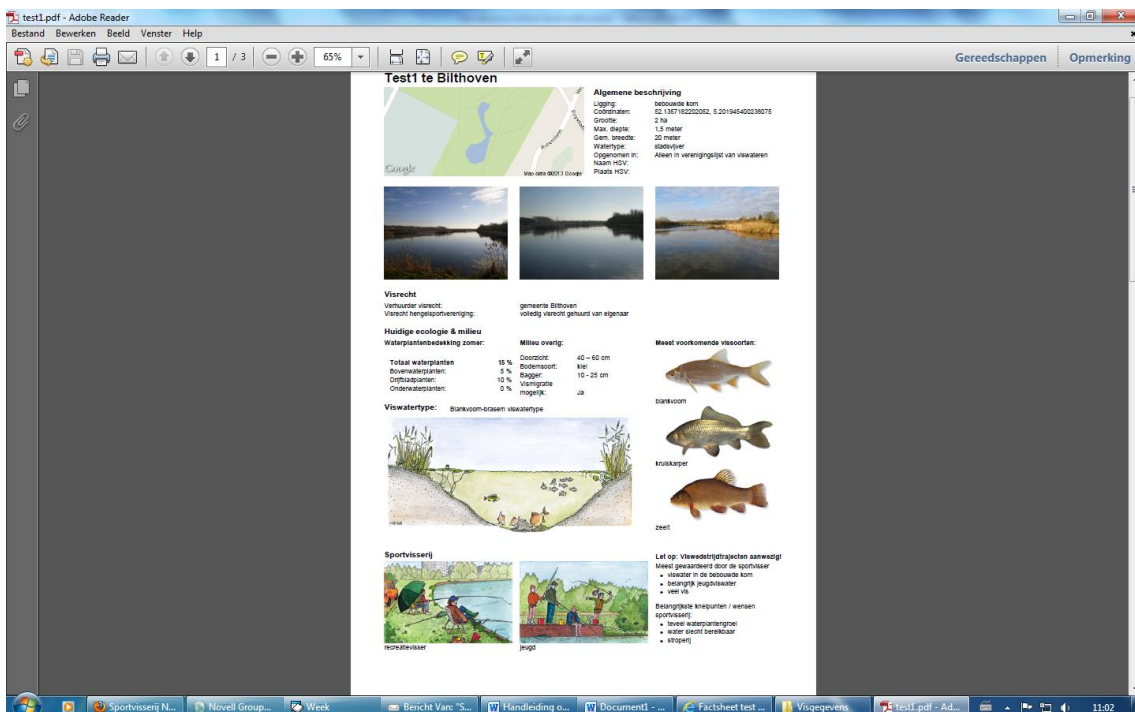 test1.pdf - Adobe Reader
Bestand Bewerken Beeld Venster Help
1 / 3 65% Gereedschappen Opmerking
Test1 te Bilthoven
Algemene beschrijving
Ligging: bebouwde kom
Coördinaten: 52.1357182202052, 5.201945400238075
Grootte: 2 ha
Max. diepte: 1,5 meter
Gem. breedte: 20 meter
Watertype: stadsvijver
Opgenomen in: Alleen in verenigingslijst van viswateren
Naam HSV:
Plaats HSV:
Google
Map data ©2013 Google
Visrecht
Verhuurder visrecht: gemeente Bilthoven
Visrecht hengelsportvereniging: volledig visrecht gehuurd van eigenaar
Huidige ecologie & milieu
Waterplantenbedekking zomer:
Totaal waterplanten 15 %
Bovenwaterplanten: 5 %
Drijfbladplanten: 10 %
Onderwaterplanten: 0 %
Milieu overig:
Doorzicht: 40 – 60 cm
Bodemsoort: klei
Bagger: 10 - 25 cm
Vismigratie
mogelijk: Ja
Meest voorkomende vissoorten:
blankvoorn
kruiskarper
zeelt
Viswatertype: Blankvoorn-brasem viswatertype
Sportvisserij
recreatievisser
jeugd
Let op: Viswedstrijdtrajecten aanwezig!
Meest gewaardeerd door de sportvisser
• viswater in de bebouwde kom
• belangrijk jeugdviswater
• veel vis
Belangrijkste knelpunten / wensen
sportvisserij:
• teveel waterplantengroei
• water slecht bereikbaar
• stroperij
Sportvisserij N... Novell Group... Week Bericht Van: "S... Handleiding o... Document1 - ... Factsheet test ... Visgegevens test1.pdf - Ad... 11:02